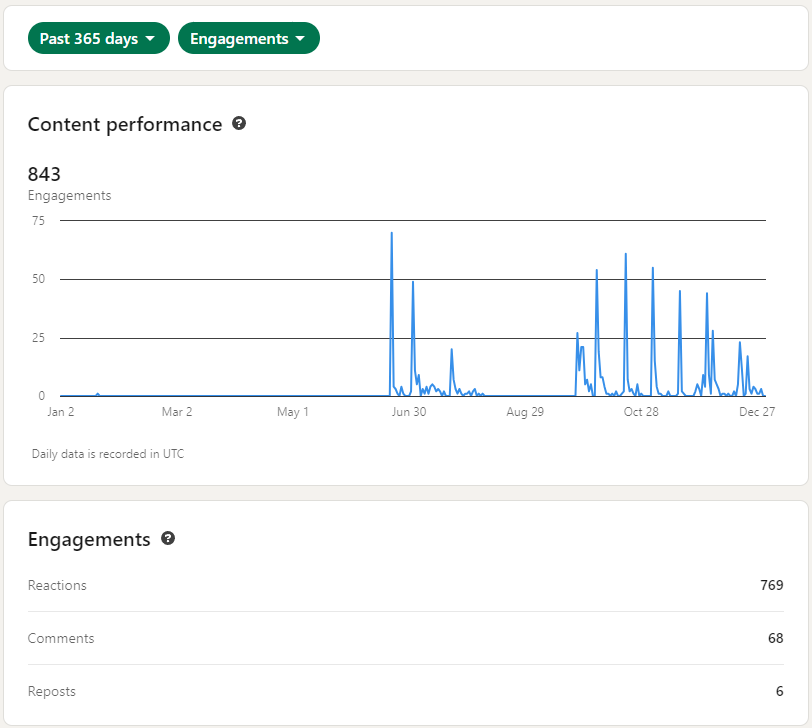 Past 365 days Engagements
Content performance
843
Engagements
75
50
25
0
Jan 2 Mar 2 May 1 Jun 30 Aug 29 Oct 28 Dec 27
Daily data is recorded in UTC
Engagements
Reactions 769
Comments 68
Reposts 6